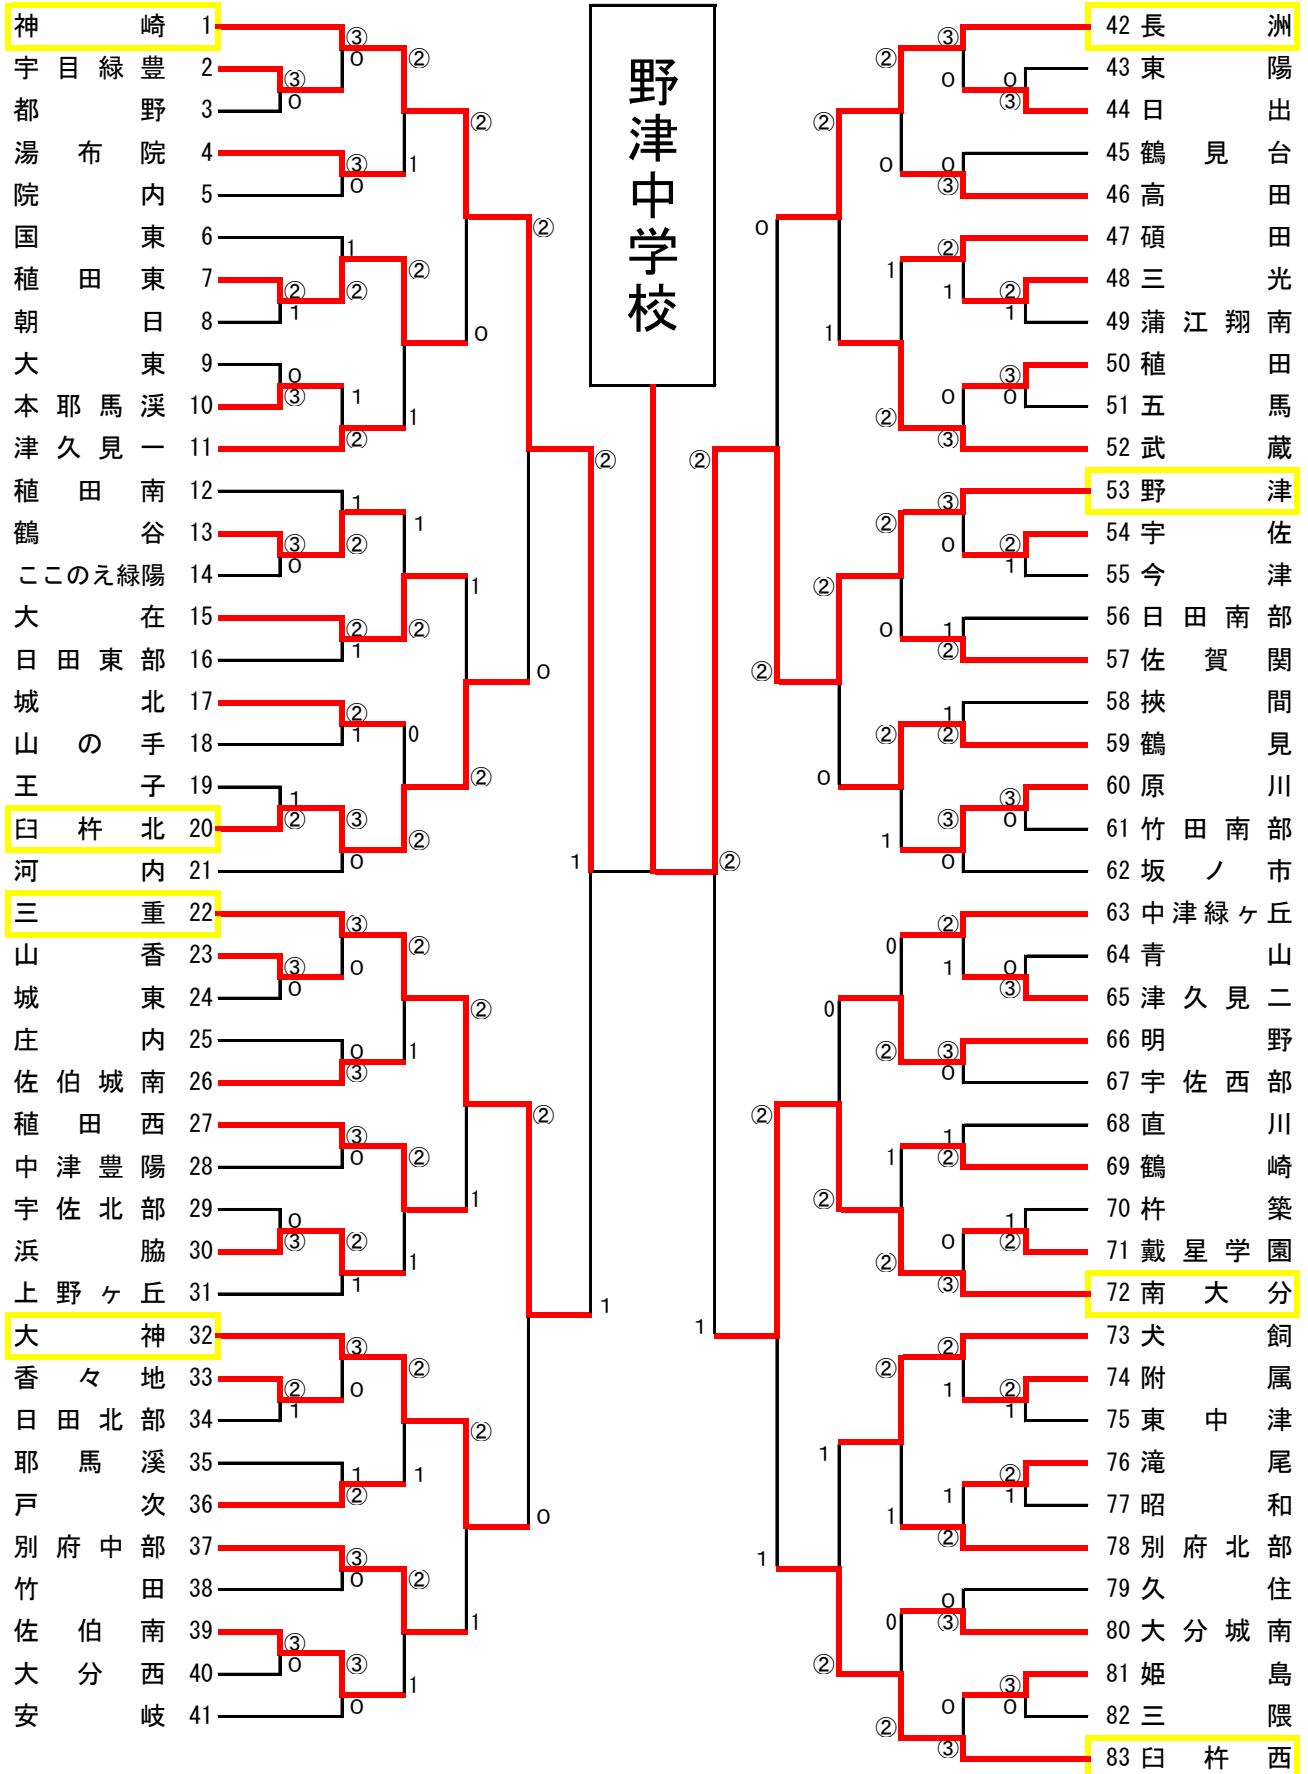 野津中学校
神崎 1
宇目緑豊 2
都野 3
湯布院 4
院内 5
国東 6
稙田東 7
朝日 8
大東 9
本耶馬溪 10
津久見一 11
稙田南 12
鶴谷 13
ここのえ緑陽 14
大在 15
日田東部 16
城北 17
山の手 18
王子 19
臼杵北 20
河内 21
三重 22
山香 23
城東 24
庄内 25
佐伯城南 26
稙田西 27
中津豊陽 28
宇佐北部 29
浜脇 30
上野ヶ丘 31
大神 32
香々地 33
日田北部 34
耶馬溪 35
戸次 36
別府中部 37
竹田 38
佐伯南 39
大分西 40
安岐 41
42 長洲
43 東陽
44 日出
45 鶴見台
46 高田
47 碩田
48 三光
49 蒲江翔南
50 稙田
51 五馬
52 武蔵
53 野津
54 宇佐
55 今津
56 日田南部
57 佐賀関
58 挾間
59 鶴見
60 原川
61 竹田南部
62 坂ノ市
63 中津緑ヶ丘
64 青山
65 津久見二
66 明野
67 宇佐西部
68 直川
69 鶴崎
70 杵築
71 戴星学園
72 南大分
73 犬飼
74 附属
75 東中津
76 滝尾
77 昭和
78 別府北部
79 久住
80 大分城南
81 姫島
82 三隈
83 臼杵西